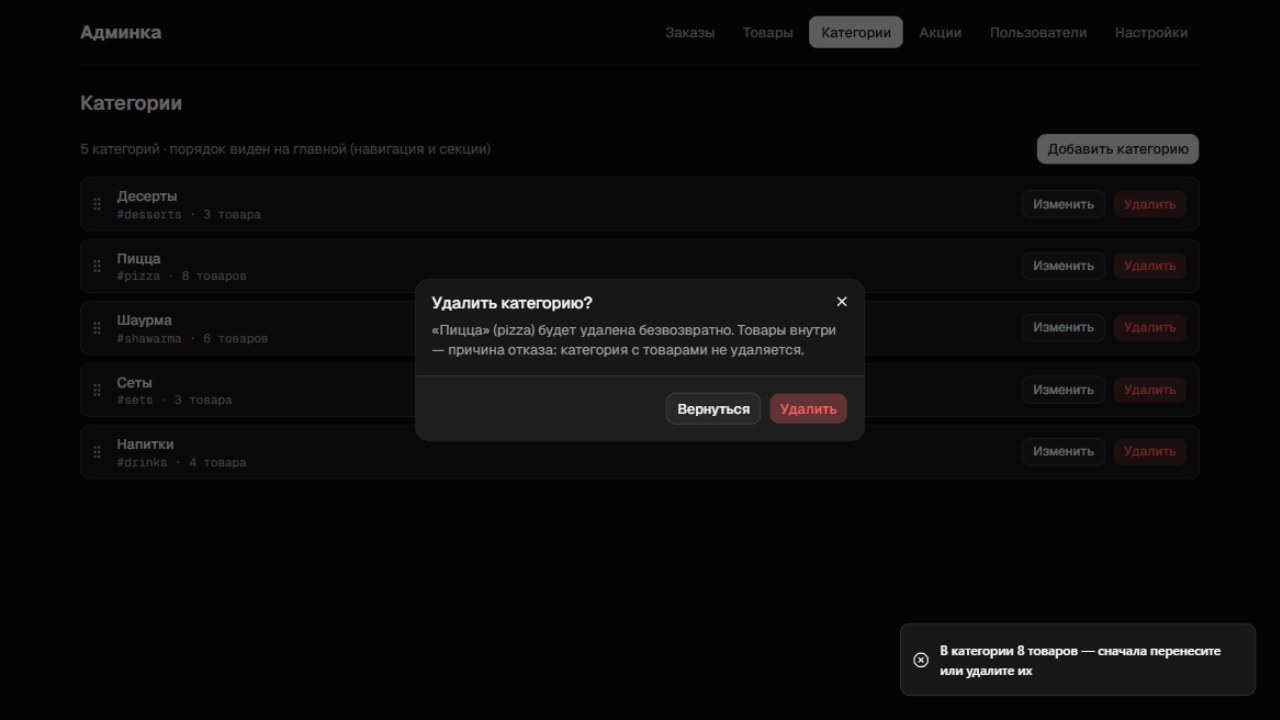 Админка
Заказы
Товары
Категории
Акции
Пользователи
Настройки
Категории
5 категорий · порядок виден на главной (навигация и секции)
Добавить категорию
Десерты
#desserts · 3 товара
Изменить
Удалить
Пицца
#pizza · 8 товаров
Изменить
Удалить
Шаурма
#shawarma · 6 товаров
Изменить
Удалить
Сеты
#sets · 3 товара
Изменить
Удалить
Напитки
#drinks · 4 товара
Изменить
Удалить
Удалить категорию?
«Пицца» (pizza) будет удалена безвозвратно. Товары внутри
— причина отказа: категория с товарами не удаляется.
Вернуться
Удалить
В категории 8 товаров — сначала перенесите
или удалите их